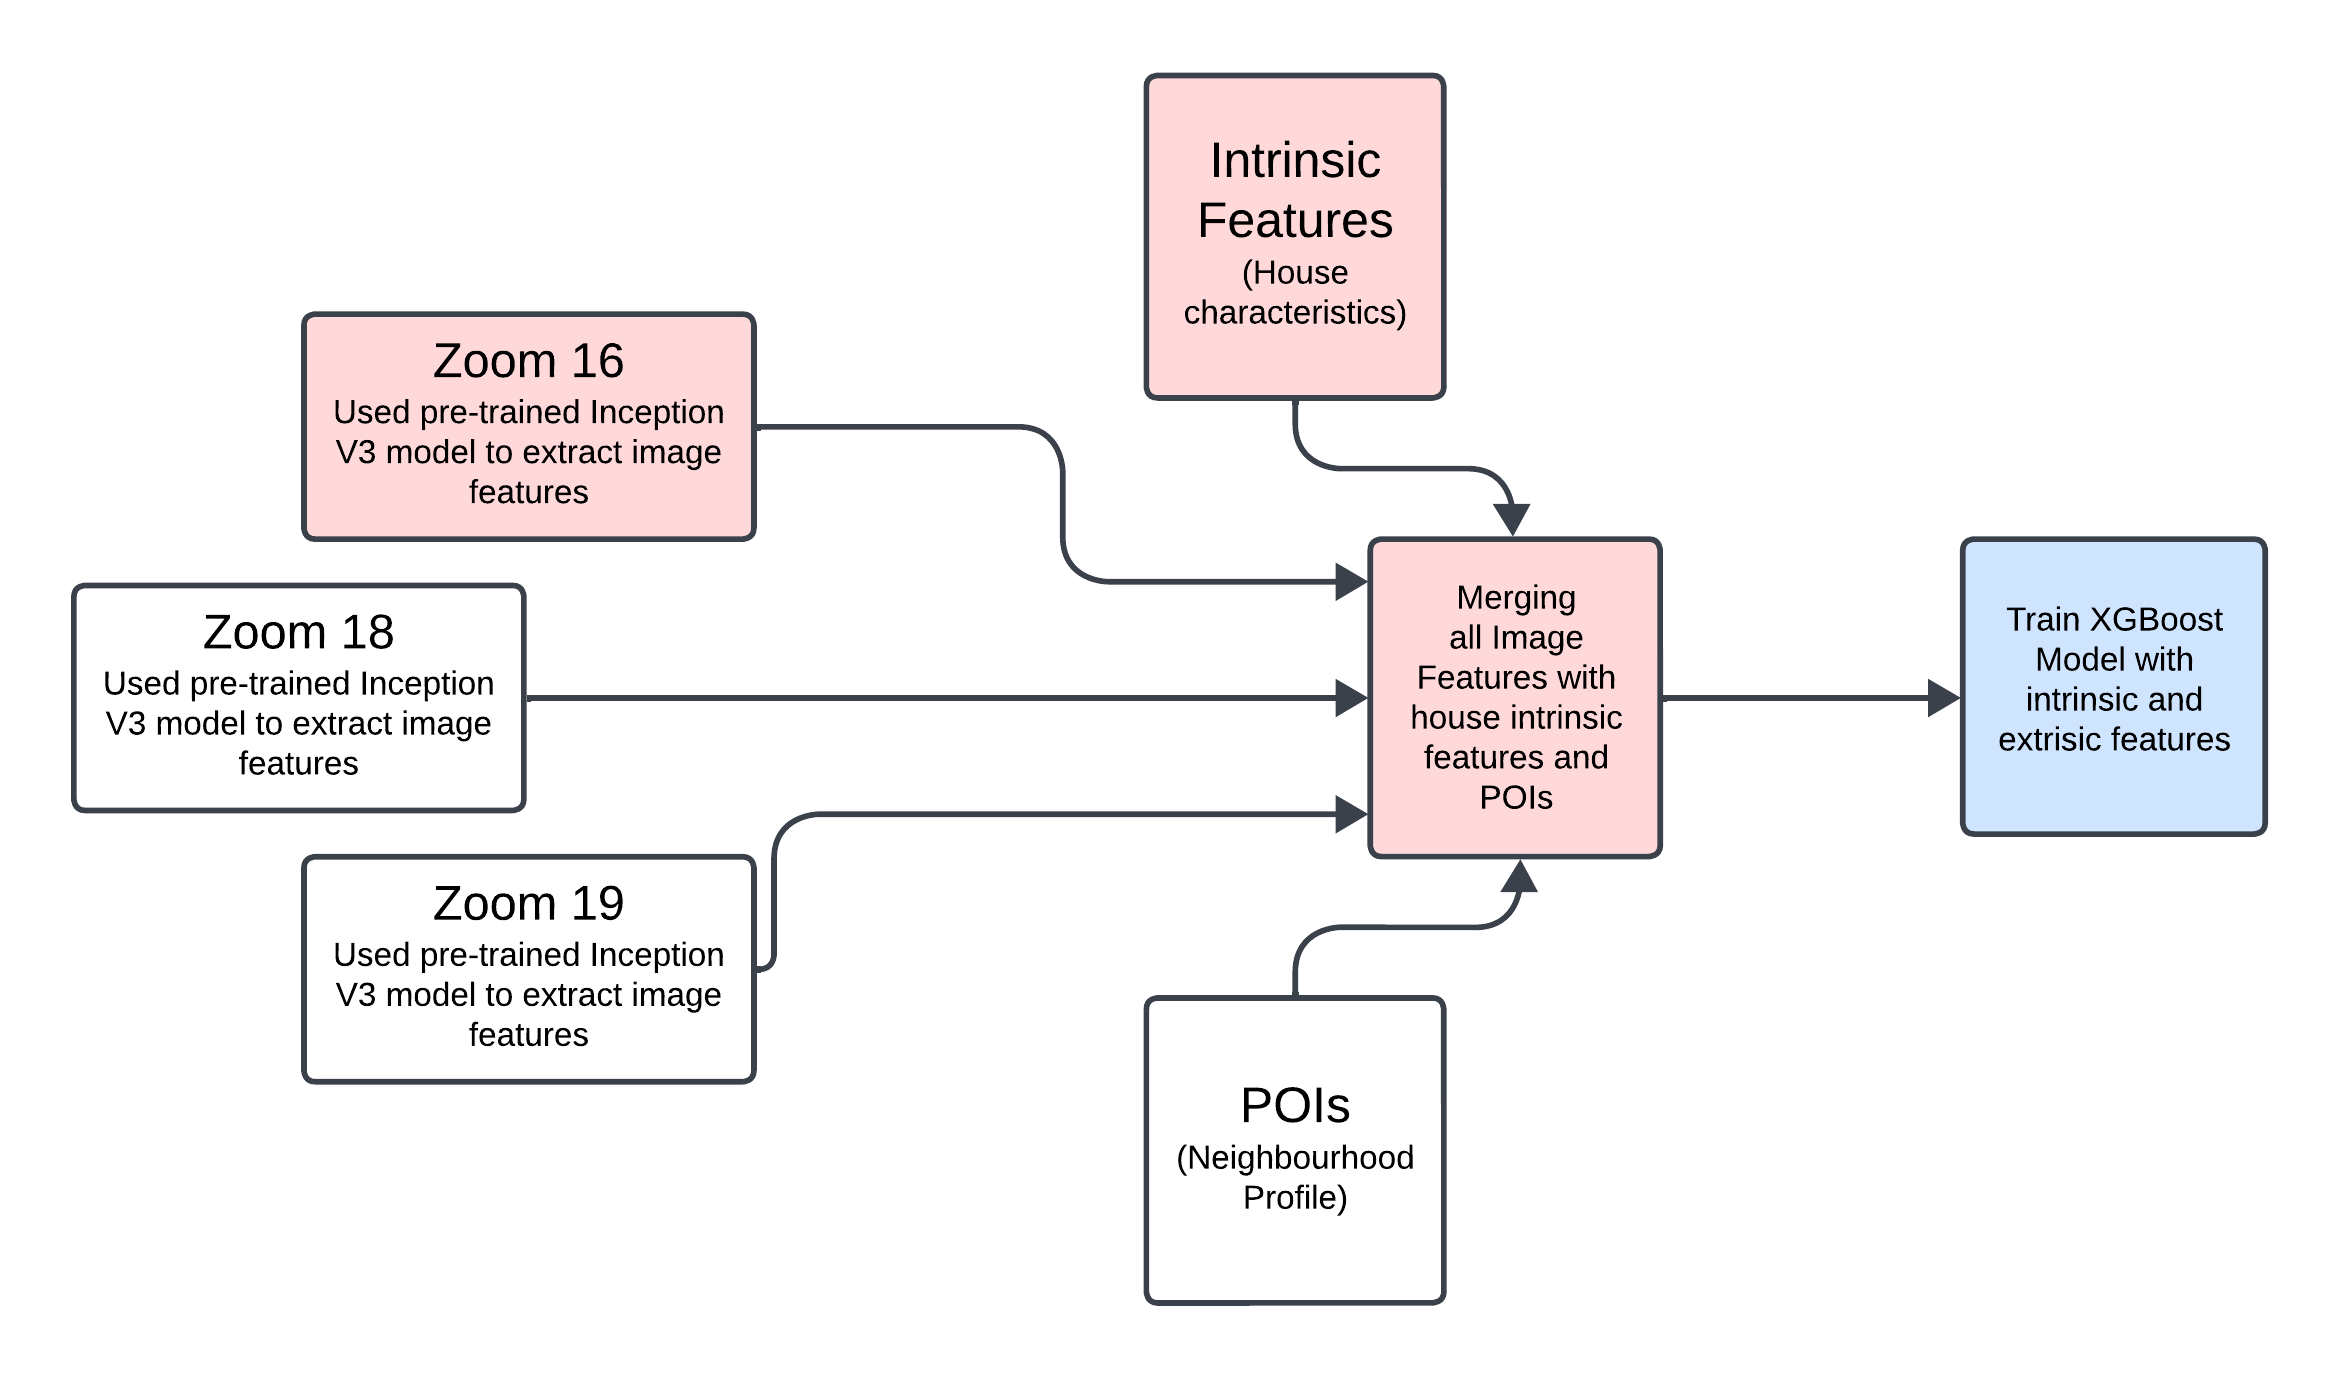 Intrinsic
Features
(House
characteristics)
Zoom 16
Used pre-trained Inception
V3 model to extract image
features
Zoom 18
Used pre-trained Inception
V3 model to extract image
features
Zoom 19
Used pre-trained Inception
V3 model to extract image
features
Merging
all Image
Features with
house intrinsic
features and
POIs
Train XGBoost
Model with
intrinsic and
extrisic features
POIs
(Neighbourhood
Profile)